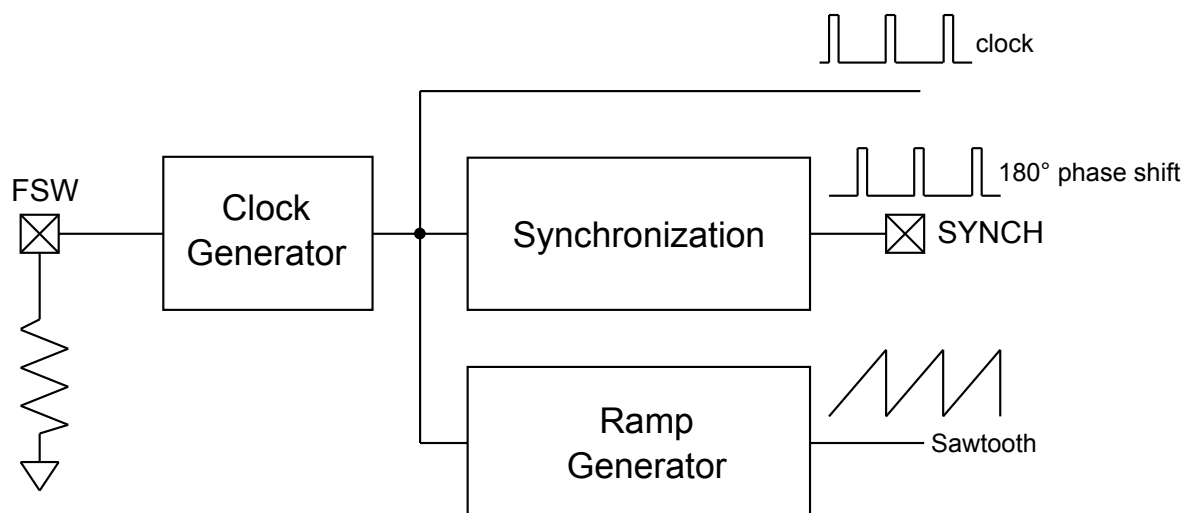 clock
180° phase shift
FSW
Clock
Generator
Synchronization
SYNCH
Ramp
Generator
Sawtooth